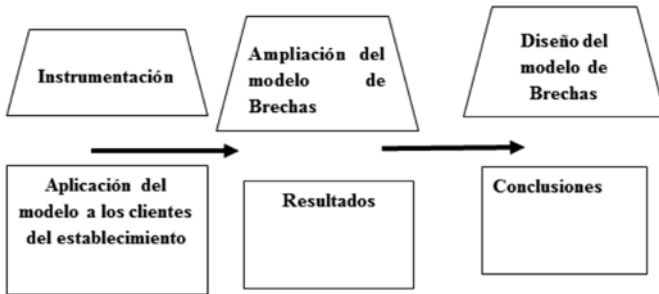 Instrumentación
Ampliación del
modelo de
Brechas
Diseño del
modelo de
Brechas
Aplicación del
modelo a los clientes
del establecimiento
Resultados
Conclusiones